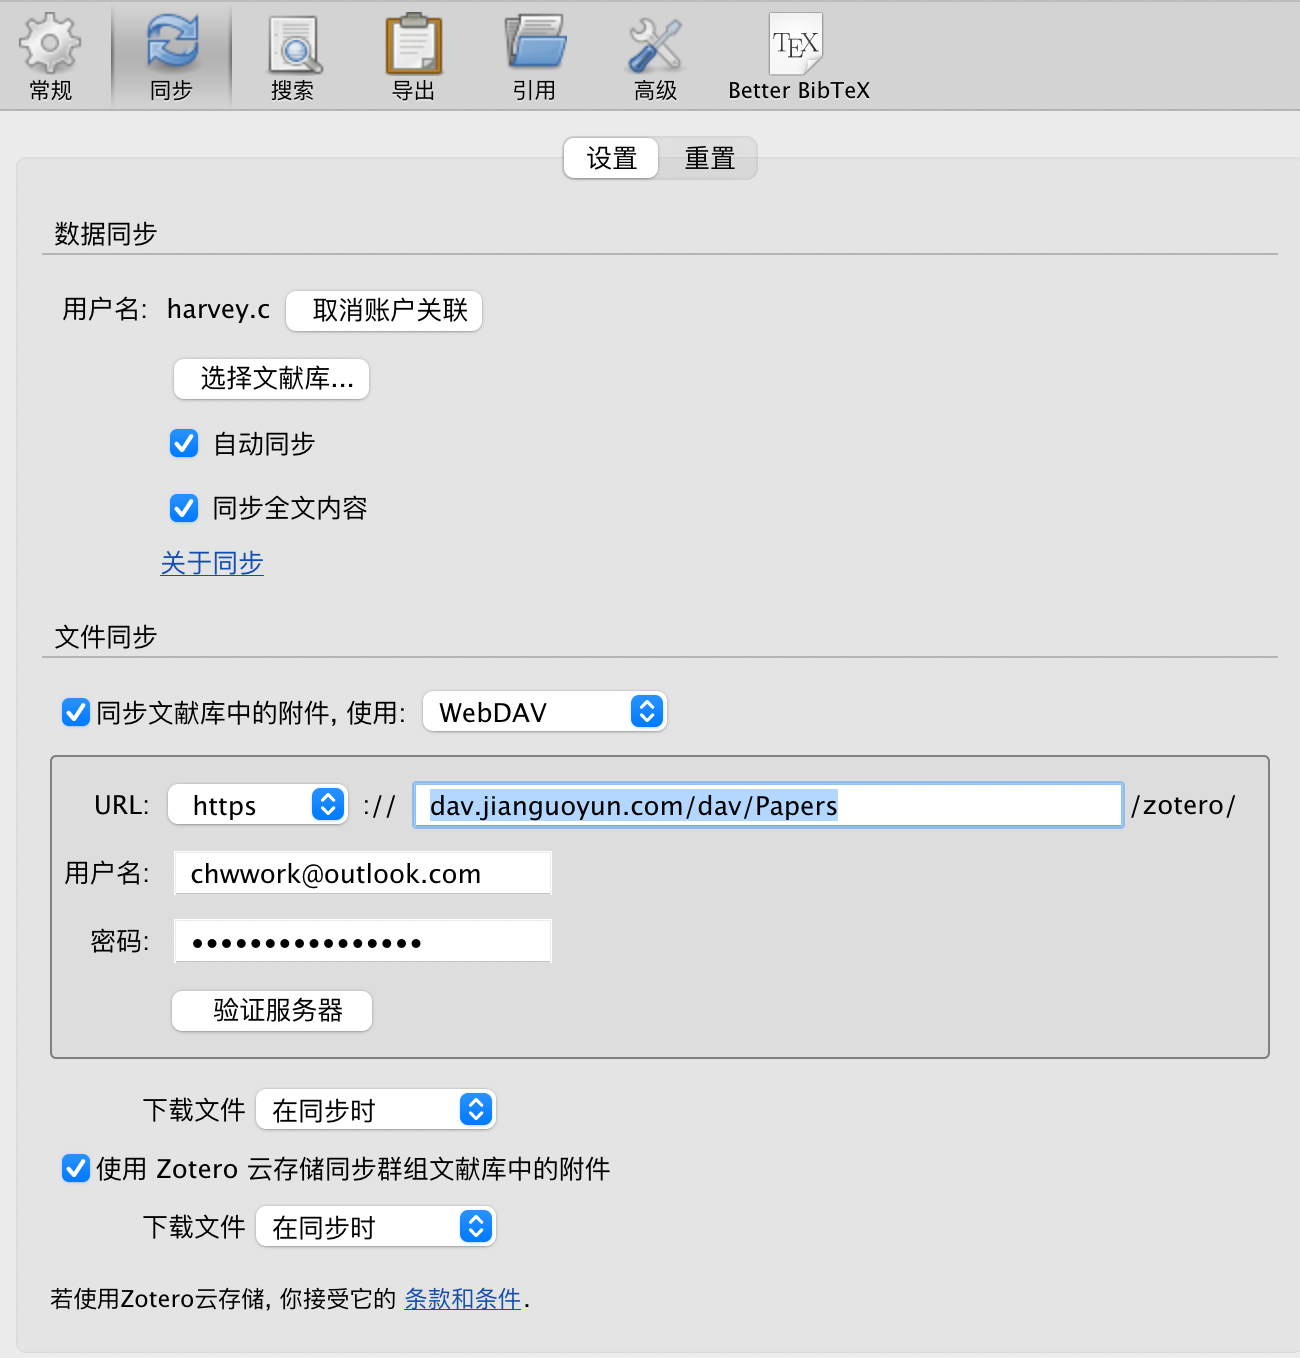 常规 同步 搜索 导出 引用 高级 Better BibTeX
TEX
设置 重置
数据同步
用户名: harvey.c 取消账户关联
选择文献库...
自动同步
同步全文内容
关于同步
文件同步
同步文献库中的附件, 使用: WebDAV
URL: https :// dav.jianguoyun.com/dav/Papers /zotero/
用户名: chwwork@outlook.com
密码: ••••••••••••••••
验证服务器
下载文件 在同步时
使用 Zotero 云存储同步群组文献库中的附件
下载文件 在同步时
若使用Zotero云存储, 你接受它的 条款和条件.